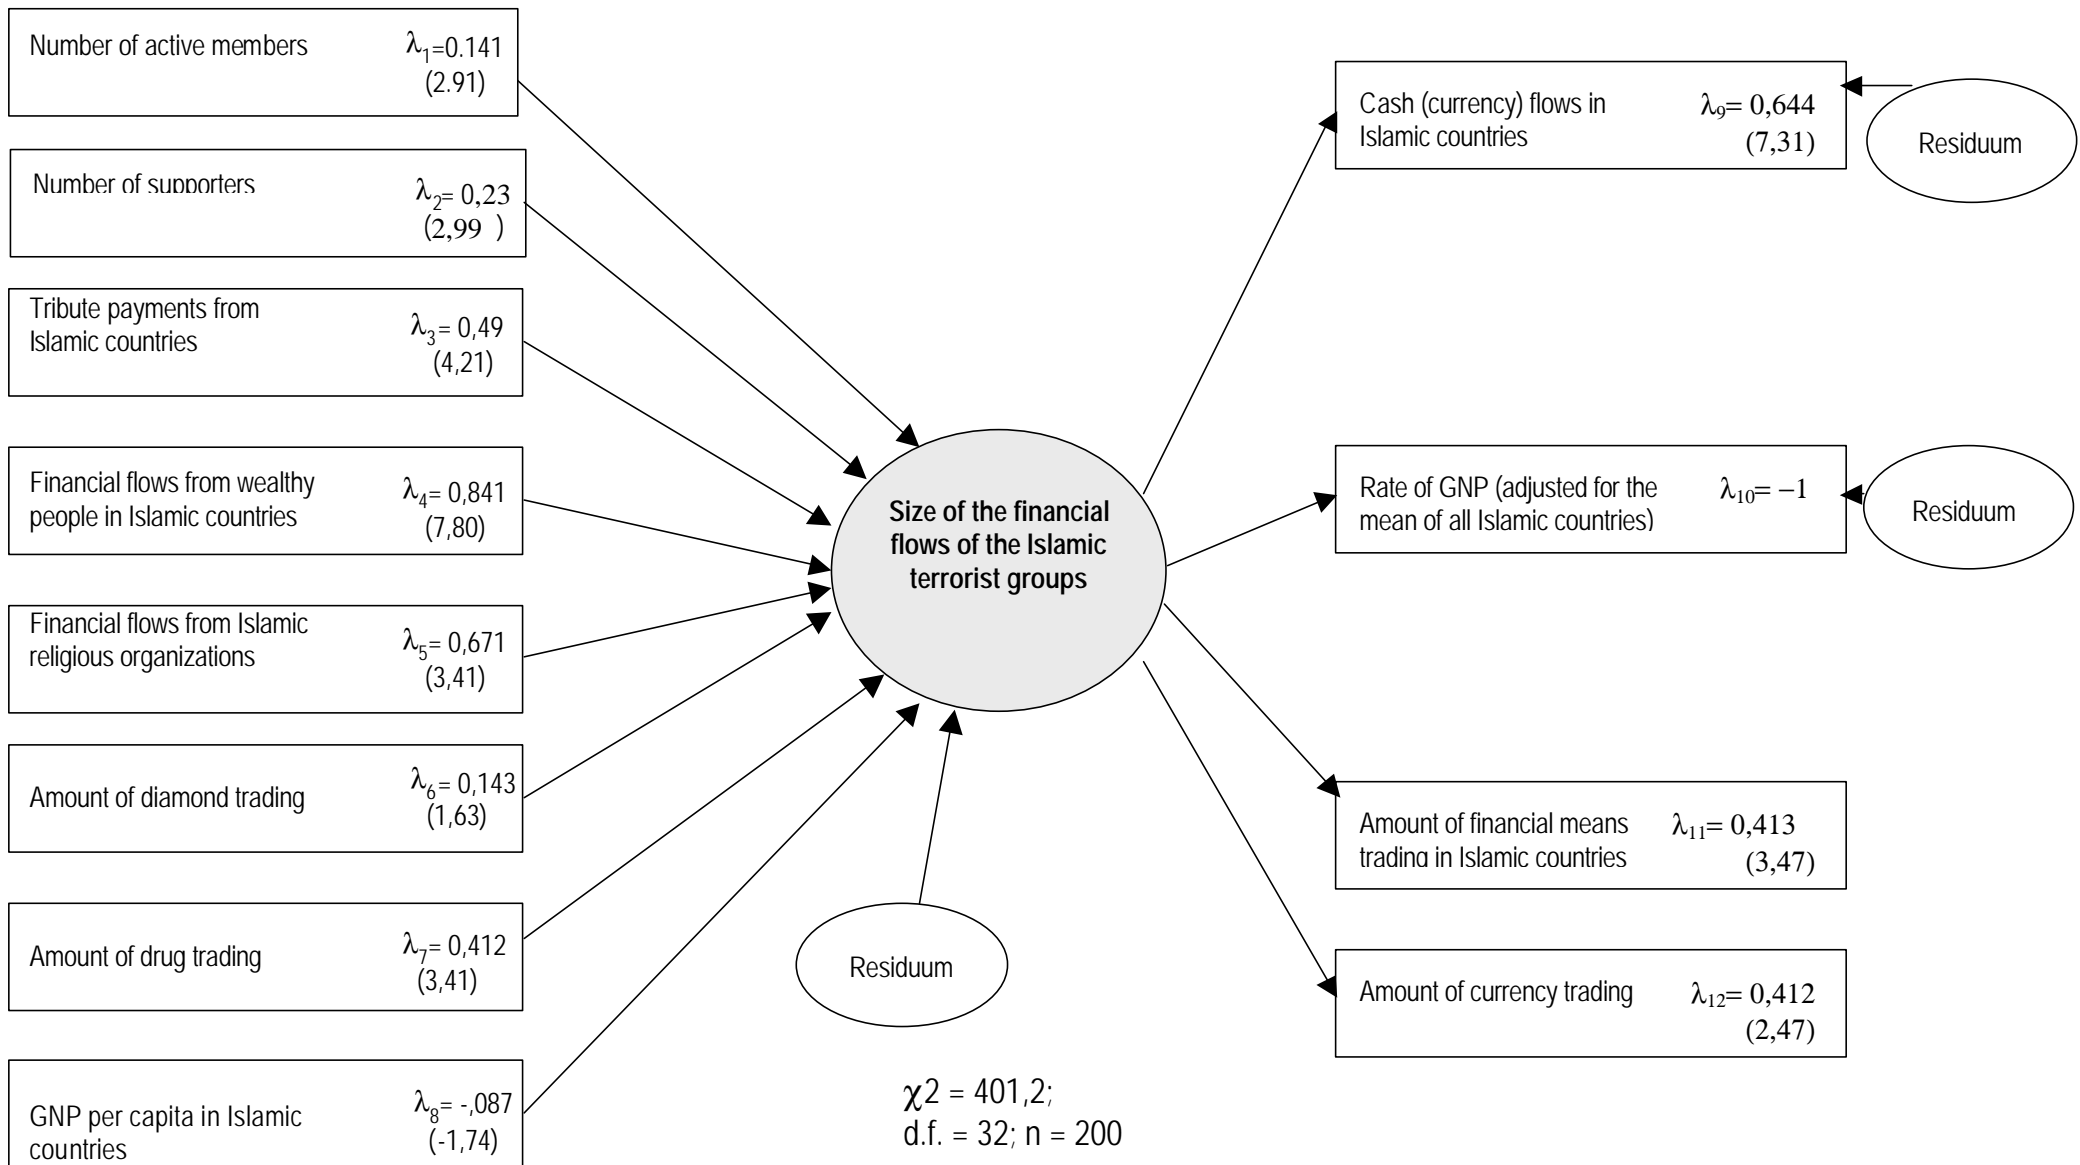 Number of active members
λ1=0.141
(2.91)
Number of supporters
λ2= 0,23
(2,99 )
Tribute payments from
Islamic countries
λ3= 0,49
(4,21)
Financial flows from wealthy
people in Islamic countries
λ4= 0,841
(7,80)
Financial flows from Islamic
religious organizations
λ5= 0,671
(3,41)
Amount of diamond trading
λ6= 0,143
(1,63)
Amount of drug trading
λ7= 0,412
(3,41)
GNP per capita in Islamic
countries
λ8= -,087
(-1,74)
Size of the financial
flows of the Islamic
terrorist groups
Residuum
χ2 = 401,2;
d.f. = 32; n = 200
Cash (currency) flows in
Islamic countries
λ9= 0,644
(7,31)
Residuum
Rate of GNP (adjusted for the
mean of all Islamic countries)
λ10= −1
Residuum
Amount of financial means
trading in Islamic countries
λ11= 0,413
(3,47)
Amount of currency trading
λ12= 0,412
(2,47)